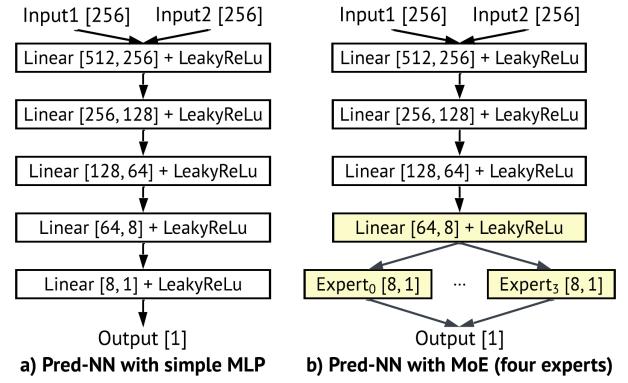 Input1 [256] Input2 [256]
Linear [512, 256] + LeakyReLu
Linear [256, 128] + LeakyReLu
Linear [128, 64] + LeakyReLu
Linear [64, 8] + LeakyReLu
Linear [8, 1] + LeakyReLu
Output [1]
a) Pred-NN with simple MLP
Input1 [256] Input2 [256]
Linear [512, 256] + LeakyReLu
Linear [256, 128] + LeakyReLu
Linear [128, 64] + LeakyReLu
Linear [64, 8] + LeakyReLu
Expert₀ [8, 1] ... Expert₃ [8, 1]
Output [1]
b) Pred-NN with MoE (four experts)